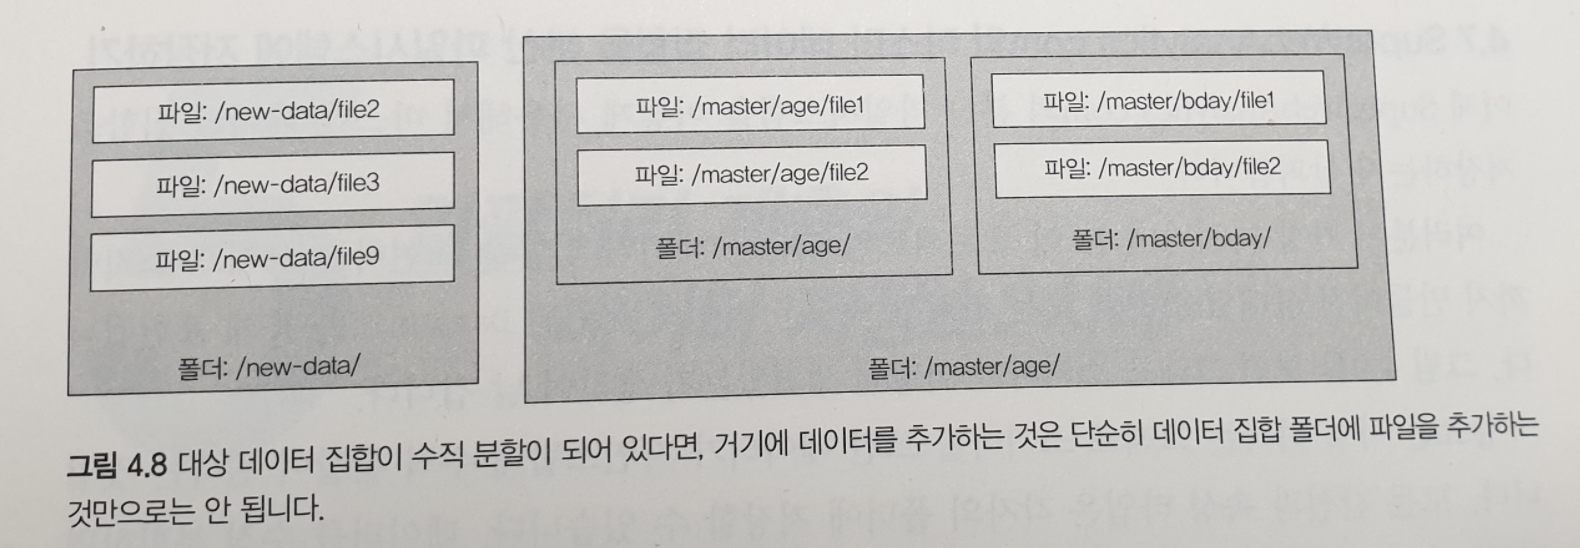 파일: /new-data/file2
파일: /new-data/file3
파일: /new-data/file9
폴더: /new-data/
파일: /master/age/file1
파일: /master/age/file2
폴더: /master/age/
파일: /master/bday/file1
파일: /master/bday/file2
폴더: /master/bday/
폴더: /master/age/
그림 4.8 대상 데이터 집합이 수직 분할이 되어 있다면, 거기에 데이터를 추가하는 것은 단순히 데이터 집합 폴더에 파일을 추가하는
것만으로는 안 됩니다.